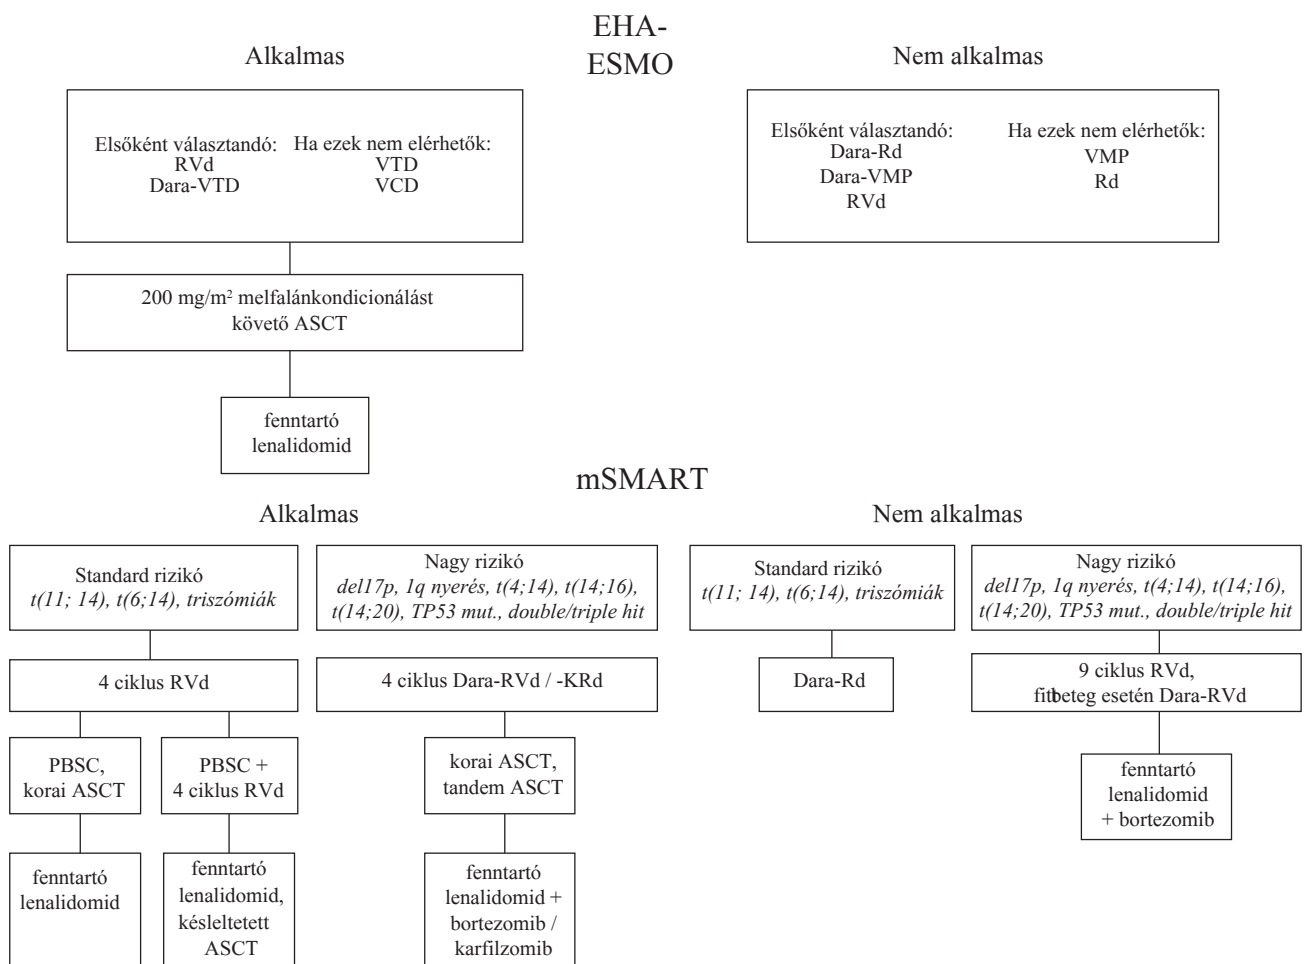 EHA-
ESMO
Alkalmas
Elsőként választandó:
RVd
Dara-VTD
Ha ezek nem elérhetők:
VTD
VCD
200 mg/m² melfalánkondicionálást
követő ASCT
fenntartó
lenalidomid
Nem alkalmas
Elsőként választandó:
Dara-Rd
Dara-VMP
RVd
Ha ezek nem elérhetők:
VMP
Rd
mSMART
Alkalmas
Standard rizikó
t(11; 14), t(6;14), triszómiák
4 ciklus RVd
PBSC,
korai ASCT
fenntartó
lenalidomid
PBSC +
4 ciklus RVd
fenntartó
lenalidomid,
késleltetett
ASCT
Nagy rizikó
del17p, 1q nyerés, t(4;14), t(14;16),
t(14;20), TP53 mut., double/triple hit
4 ciklus Dara-RVd / -KRd
korai ASCT,
tandem ASCT
fenntartó
lenalidomid +
bortezomib /
karfilzomib
Nem alkalmas
Standard rizikó
t(11; 14), t(6;14), triszómiák
Dara-Rd
Nagy rizikó
del17p, 1q nyerés, t(4;14), t(14;16),
t(14;20), TP53 mut., double/triple hit
9 ciklus RVd,
fitt beteg esetén Dara-RVd
fenntartó
lenalidomid
+ bortezomib